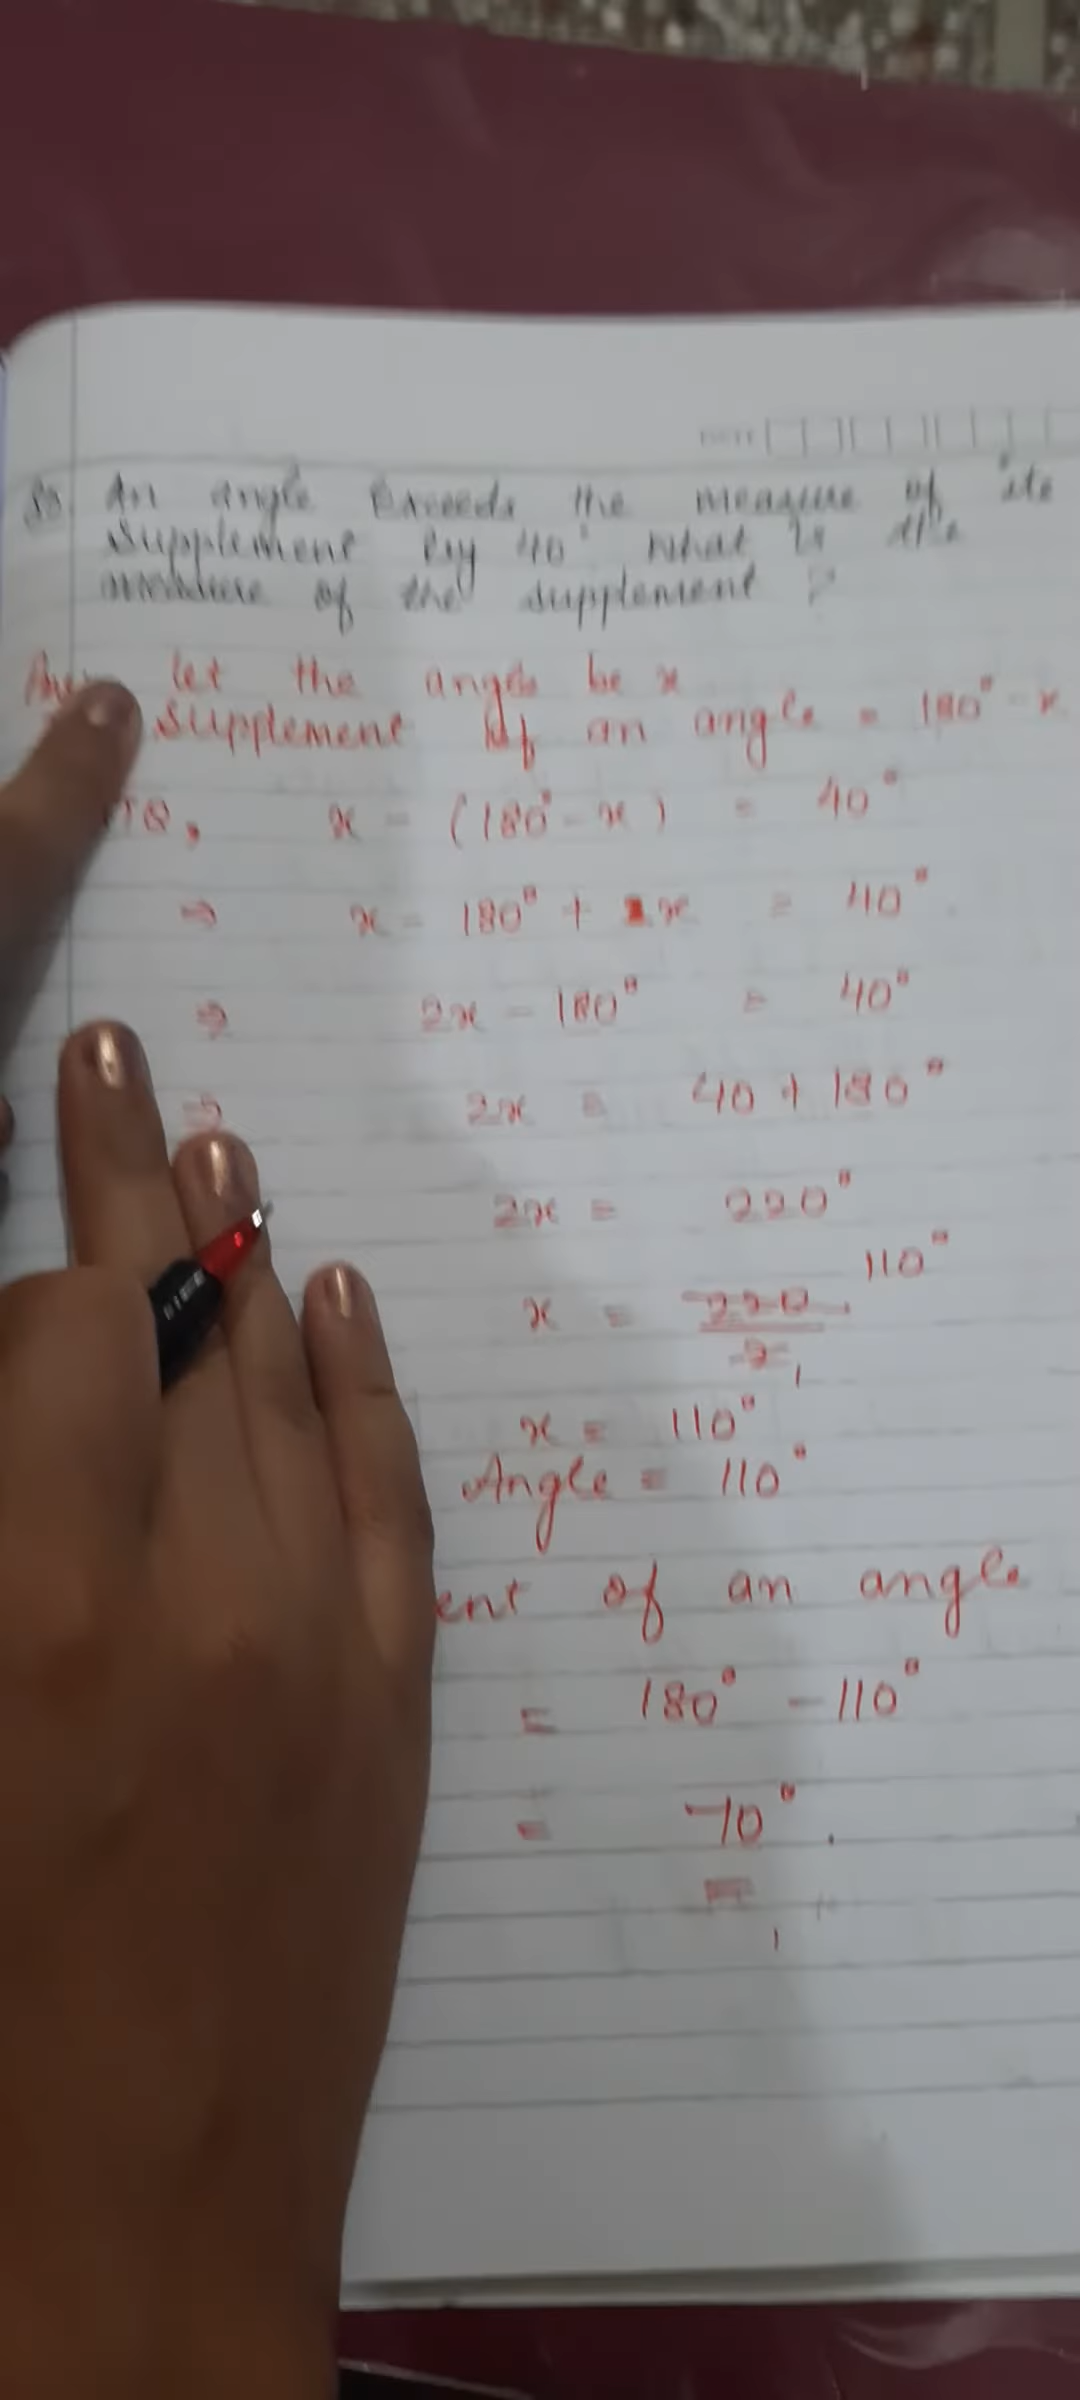 An angle Exceeds the measure of its
Supplement by 40° what is the
measure of the supplement ?
let the angle be x
Supplement of an angle = 180° - x
x - (180° - x) = 40°
⇒ x - 180° + x = 40°
⇒ 2x - 180° = 40°
⇒ 2x = 40 + 180°
2x = 220°
110°
x = 220
2 1
x = 110°
Angle = 110°
ent of an angle
= 180° - 110°
= 70°.